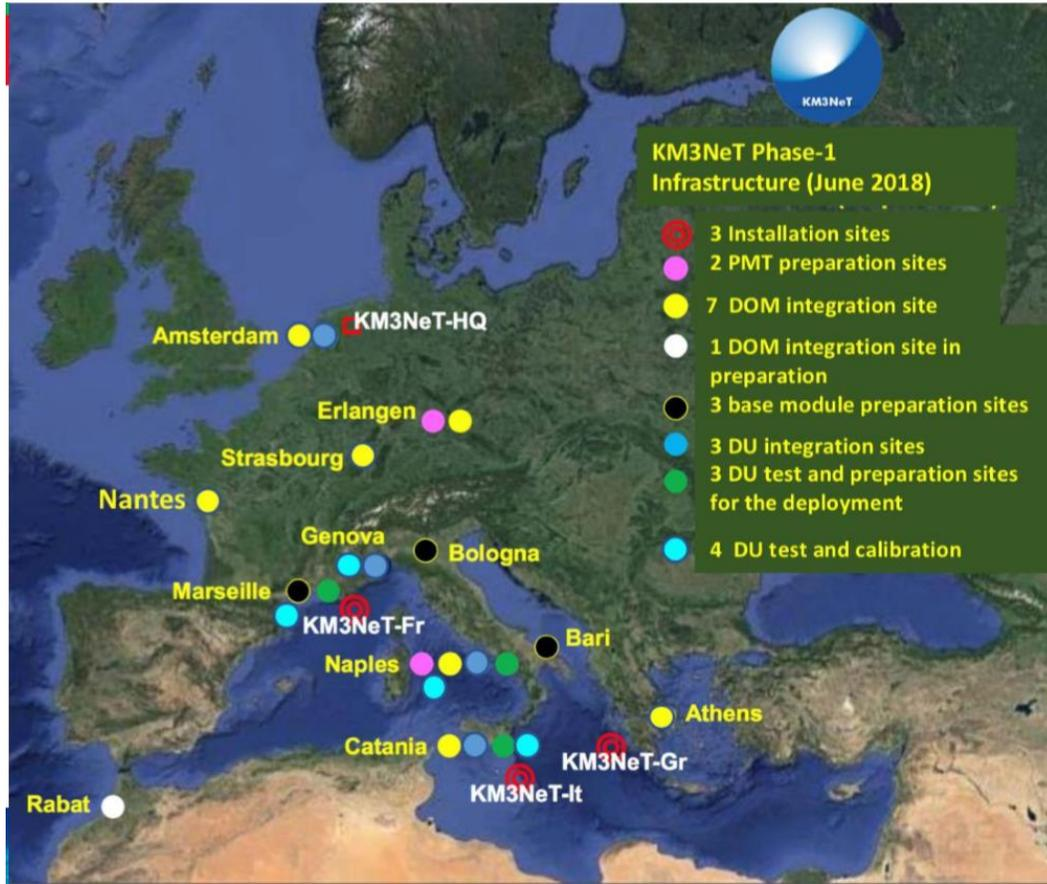 KM3NeT
KM3NeT Phase-1
Infrastructure (June 2018)
3 Installation sites
2 PMT preparation sites
7 DOM integration site
1 DOM integration site in
preparation
3 base module preparation sites
3 DU integration sites
3 DU test and preparation sites
for the deployment
4 DU test and calibration
KM3NeT-HQ
Amsterdam
Erlangen
Strasbourg
Nantes
Genova
Bologna
Marseille
KM3NeT-Fr
Bari
Naples
Athens
Catania
KM3NeT-Gr
KM3NeT-It
Rabat